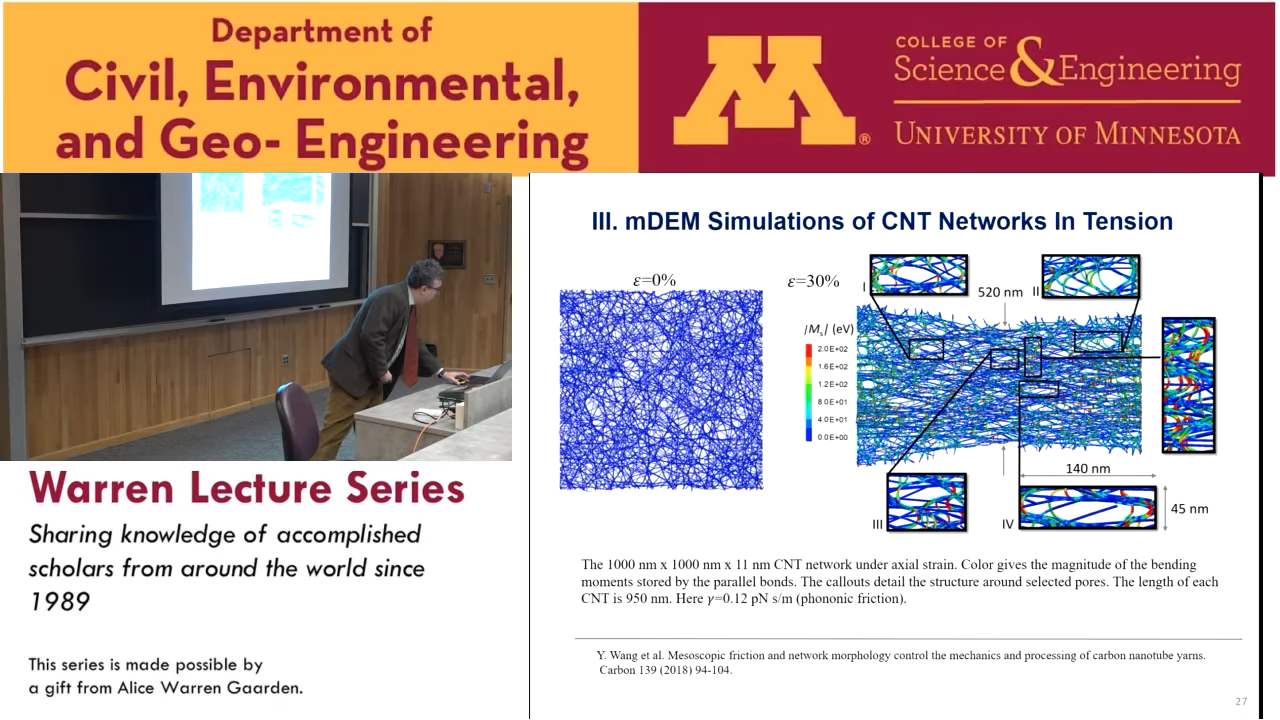 Department of
Civil, Environmental,
and Geo- Engineering
M®
COLLEGE OF
Science & Engineering
UNIVERSITY OF MINNESOTA
Warren Lecture Series
Sharing knowledge of accomplished
scholars from around the world since
1989
This series is made possible by
a gift from Alice Warren Gaarden.
III. mDEM Simulations of CNT Networks In Tension
ε=0%
ε=30%
I
520 nm
II
|Mₛ| (eV)
2.0E+02
1.6E+02
1.2E+02
8.0E+01
4.0E+01
0.0E+00
140 nm
45 nm
III
IV
The 1000 nm x 1000 nm x 11 nm CNT network under axial strain. Color gives the magnitude of the bending
moments stored by the parallel bonds. The callouts detail the structure around selected pores. The length of each
CNT is 950 nm. Here γ=0.12 pN s/m (phononic friction).
Y. Wang et al. Mesoscopic friction and network morphology control the mechanics and processing of carbon nanotube yarns.
Carbon 139 (2018) 94-104.
27